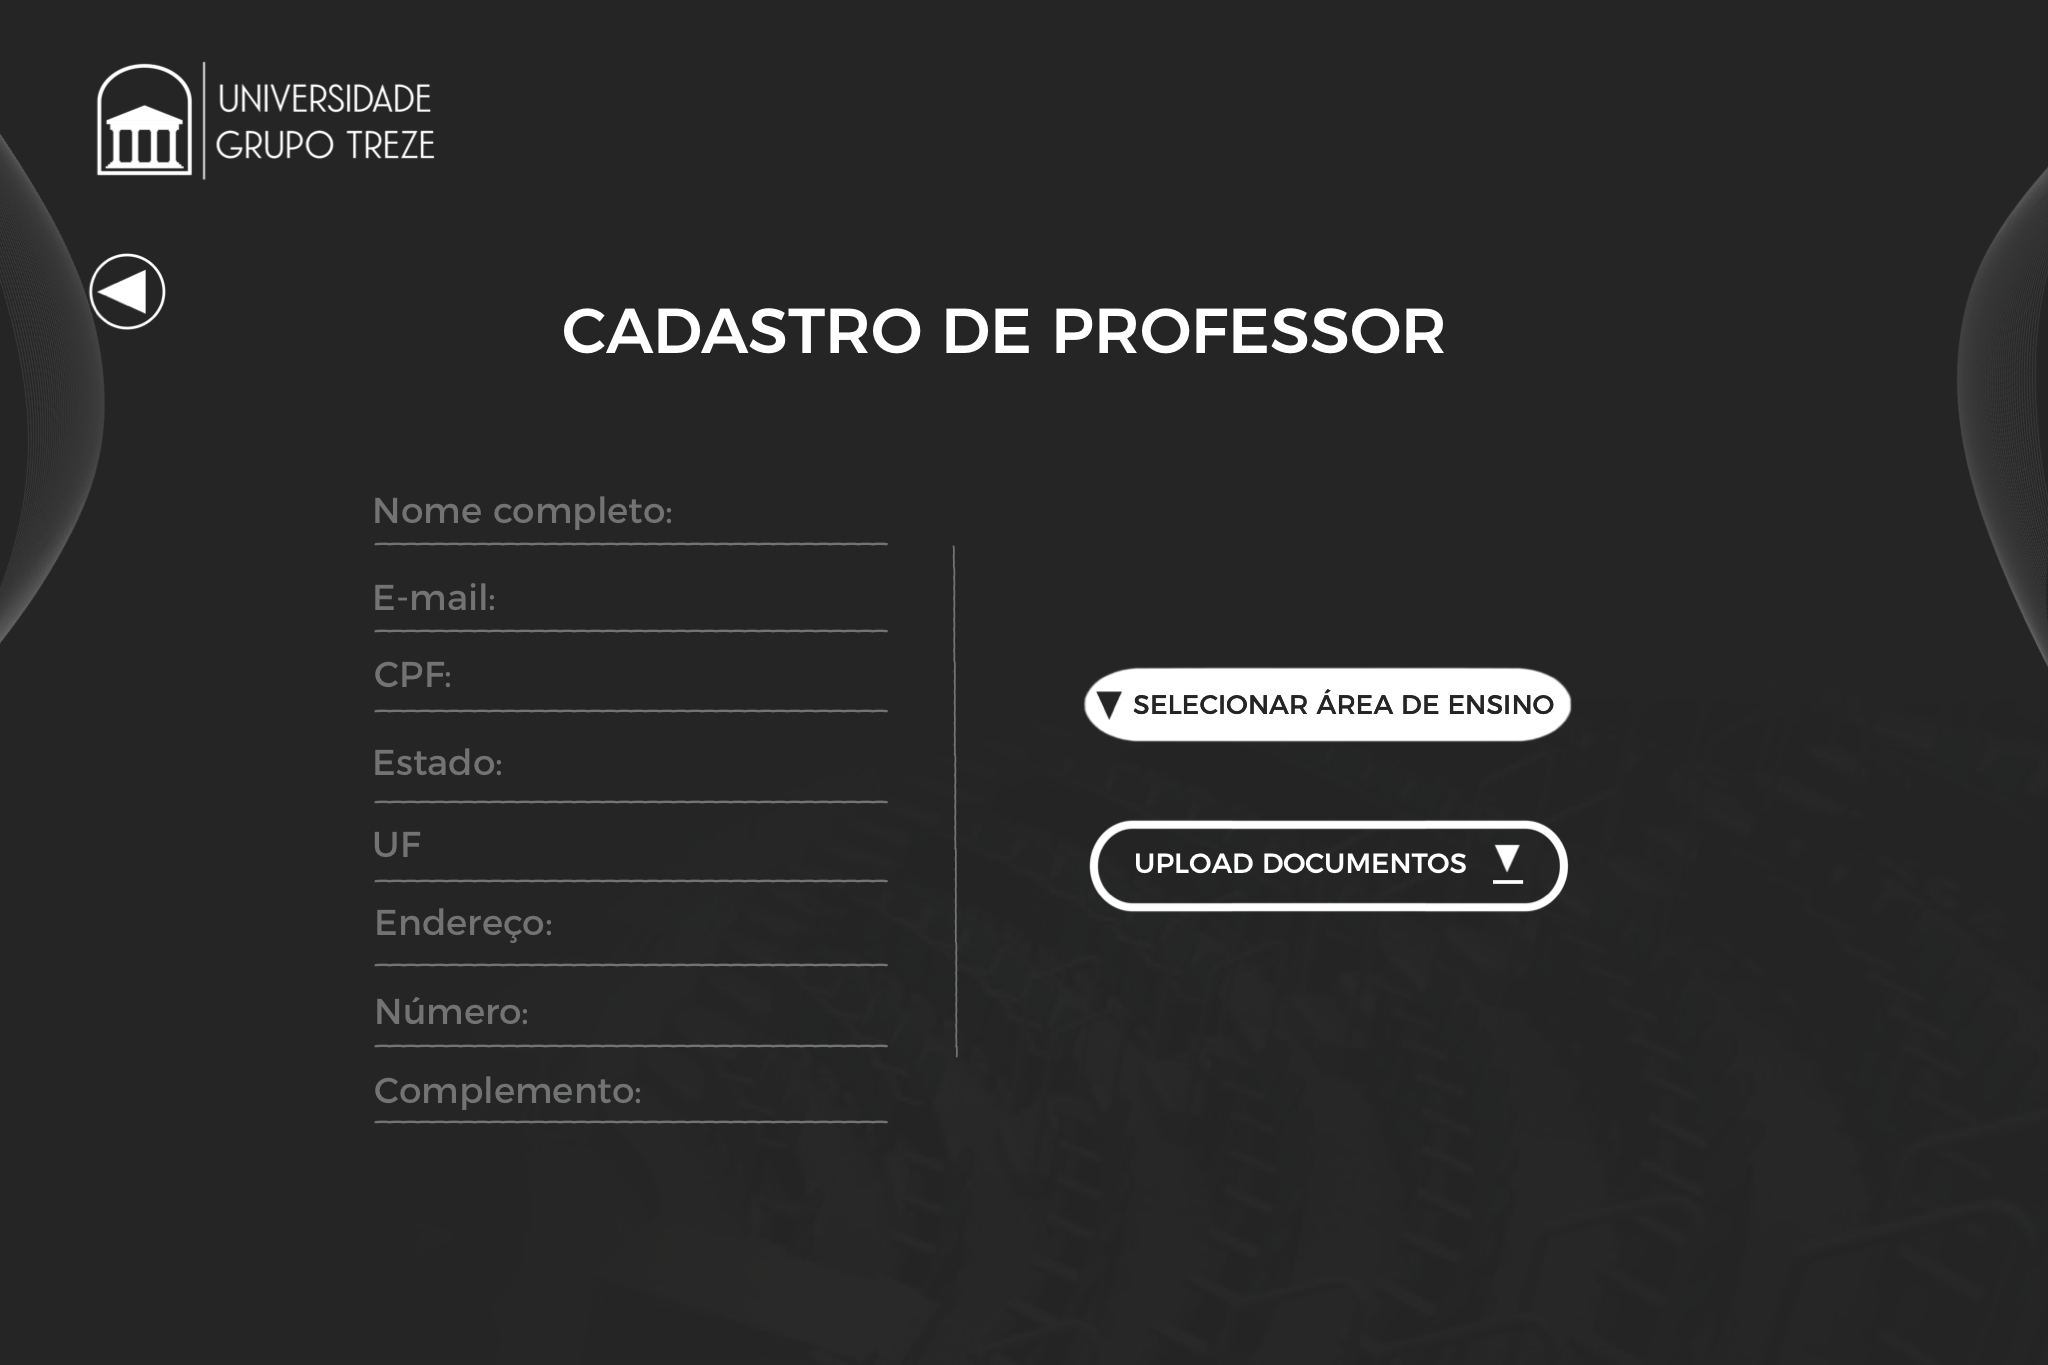 UNIVERSIDADE
GRUPO TREZE
CADASTRO DE PROFESSOR
Nome completo:
E-mail:
CPF:
Estado:
UF
Endereço:
Número:
Complemento:
SELECIONAR ÁREA DE ENSINO
UPLOAD DOCUMENTOS